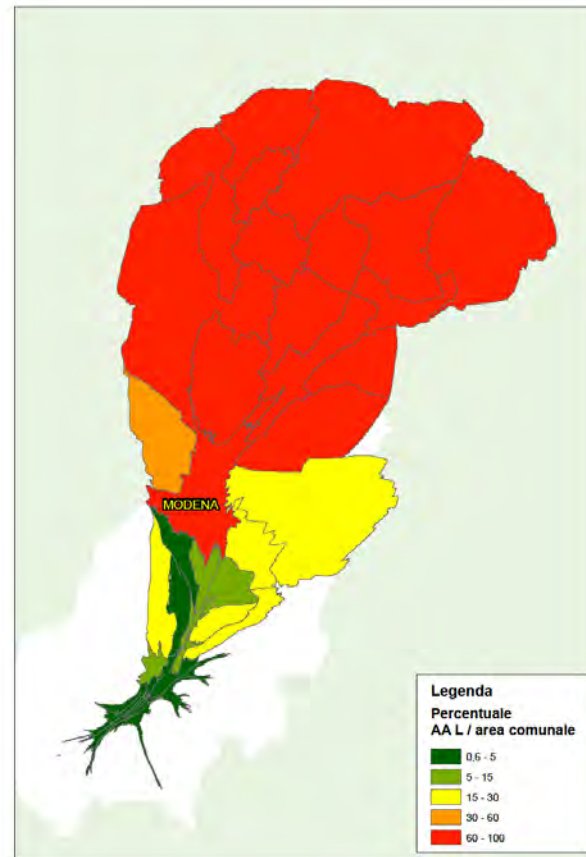 MODENA
Legenda
Percentuale
AA L / area comunale
0,6 - 5
5 - 15
15 - 30
30 - 60
60 - 100